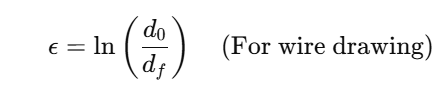 ϵ = ln(d₀/d_f) (For wire drawing)